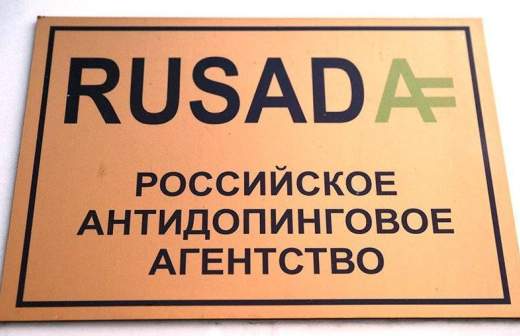 RUSADA
РОССИЙСКОЕ
АНТИДОПИНГОВОЕ
АГЕНТСТВО